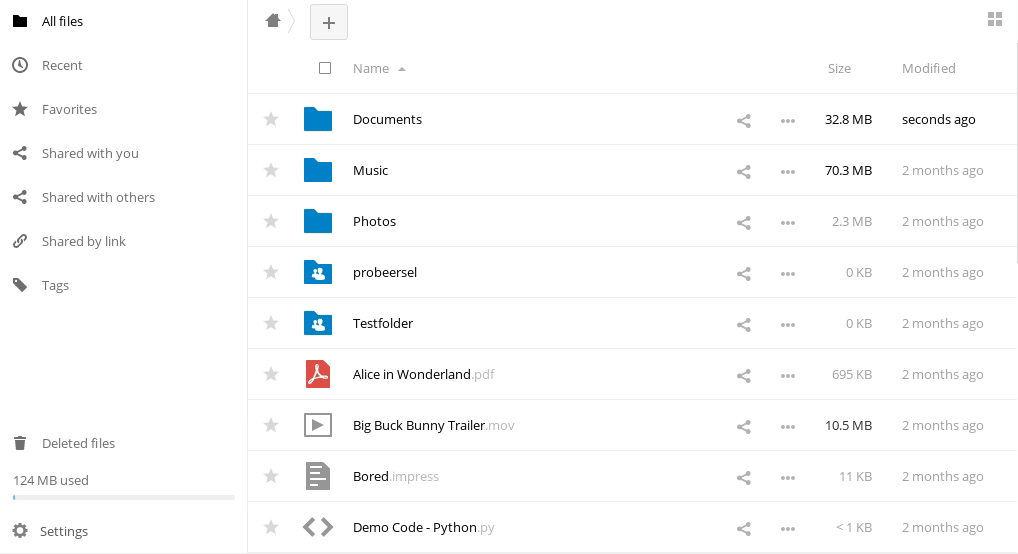 All files
Recent
Favorites
Shared with you
Shared with others
Shared by link
Tags
Deleted files
124 MB used
Settings
+
Name Size Modified
Documents 32.8 MB seconds ago
Music 70.3 MB 2 months ago
Photos 2.3 MB 2 months ago
probeersel 0 KB 2 months ago
Testfolder 0 KB 2 months ago
Alice in Wonderland.pdf 695 KB 2 months ago
Big Buck Bunny Trailer.mov 10.5 MB 2 months ago
Bored.impress 11 KB 2 months ago
Demo Code - Python.py < 1 KB 2 months ago